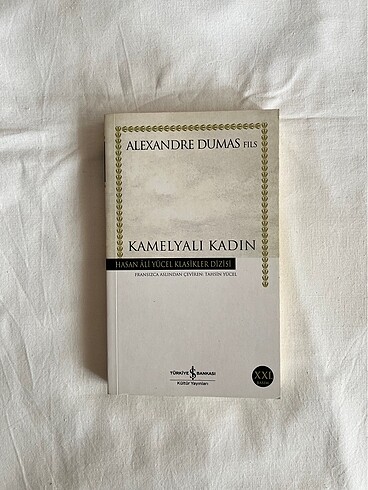 ALEXANDRE DUMAS FILS
KAMELYALI KADIN
HASAN ÂLİ YÜCEL KLASİKLER DİZİSİ
FRANSIZCA ASLINDAN ÇEVİREN: TAHSİN YÜCEL
TÜRKİYE İŞ BANKASI
Kültür Yayınları
XXI